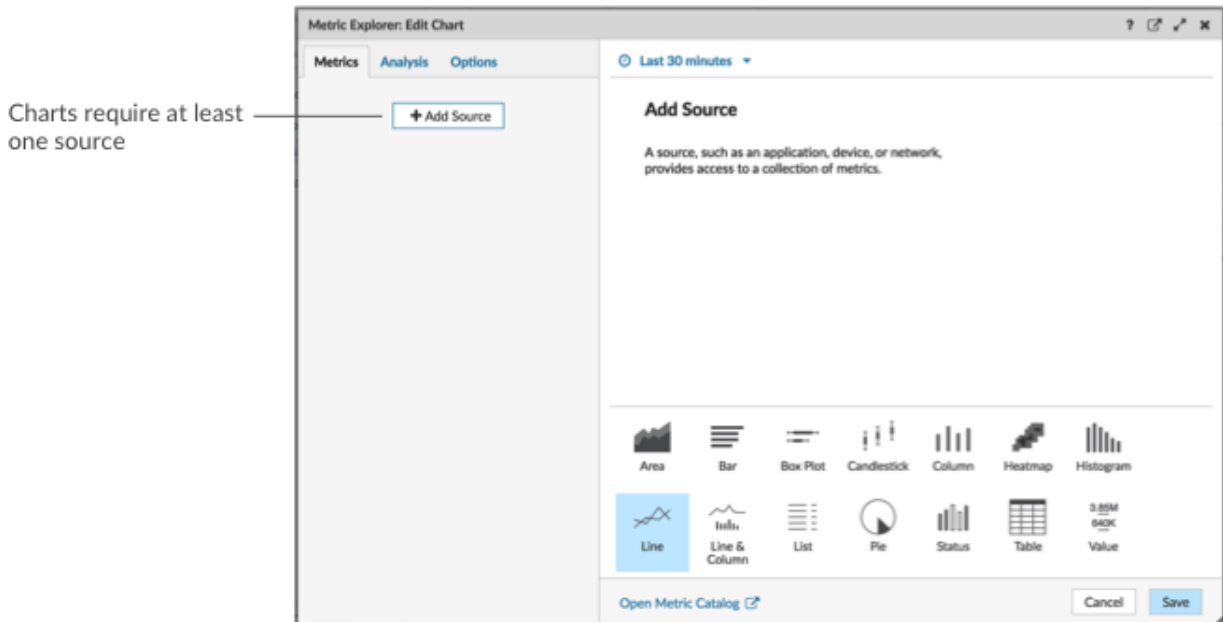 Metric Explorer: Edit Chart ?
Metrics Analysis Options
Last 30 minutes
Charts require at least
one source
+ Add Source
Add Source
A source, such as an application, device, or network,
provides access to a collection of metrics.
Area Bar Box Plot Candlestick Column Heatmap Histogram
3.85M
640K
Line Line & List Pie Status Table Value
Column
Open Metric Catalog
Cancel Save